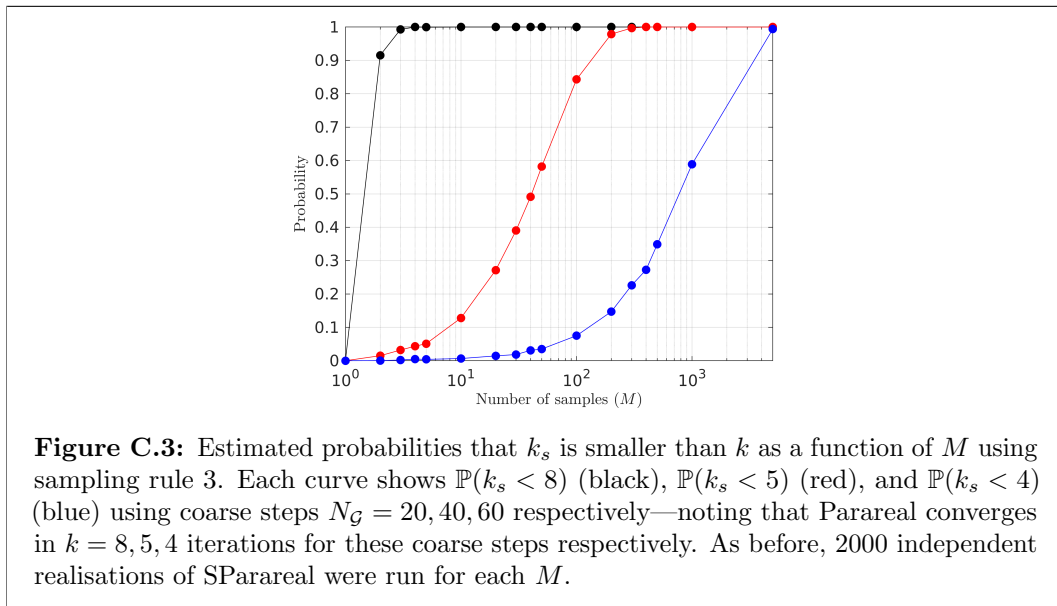 1
0.9
0.8
0.7
0.6
0.5
0.4
0.3
0.2
0.1
0
Probability
10^0
10^1
10^2
10^3
Number of samples (M)
Figure C.3: Estimated probabilities that k_s is smaller than k as a function of M using
sampling rule 3. Each curve shows ℙ(k_s < 8) (black), ℙ(k_s < 5) (red), and ℙ(k_s < 4)
(blue) using coarse steps N_𝒢 = 20, 40, 60 respectively—noting that Parareal converges
in k = 8, 5, 4 iterations for these coarse steps respectively. As before, 2000 independent
realisations of SParareal were run for each M.